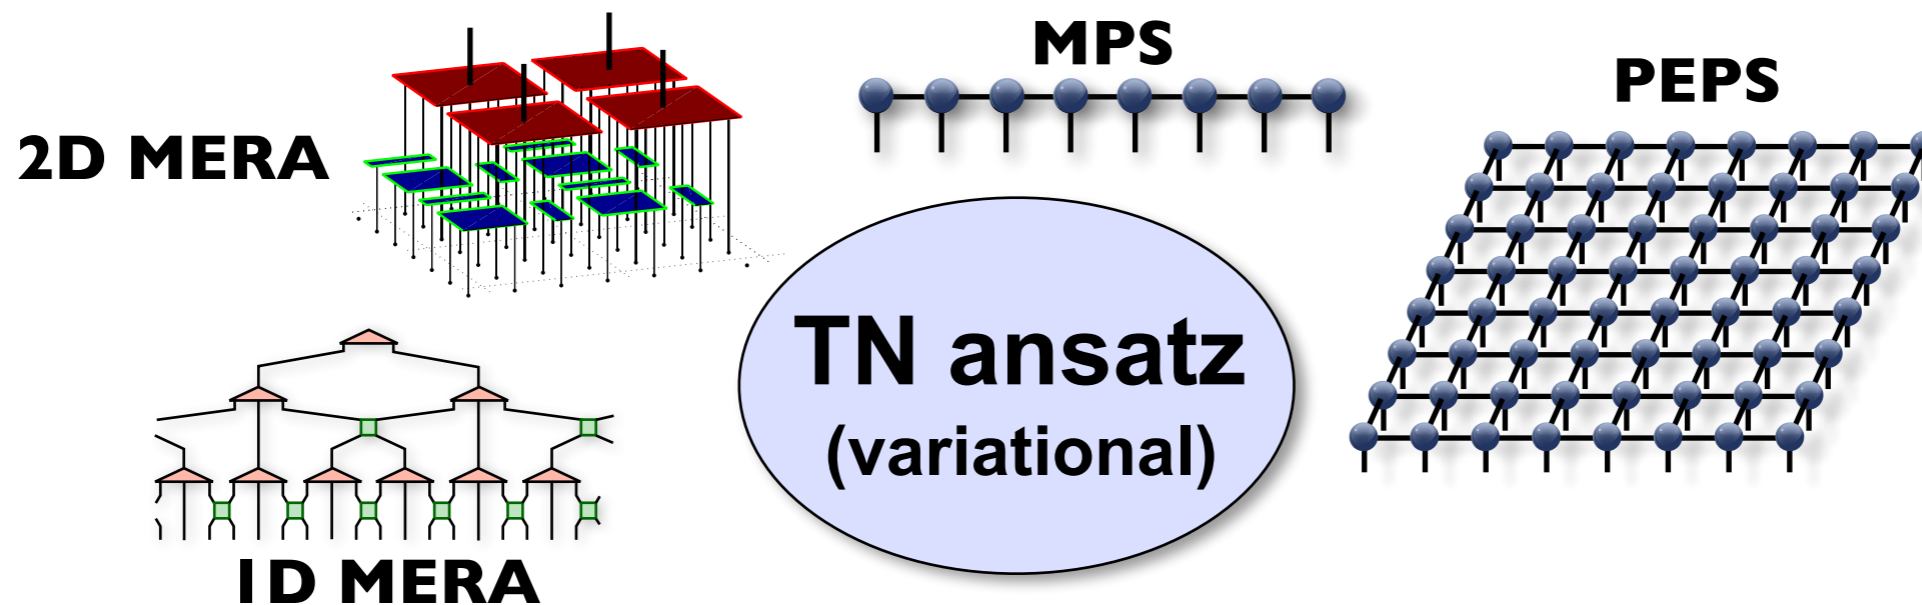 MPS
PEPS
2D MERA
TN ansatz
(variational)
1D MERA